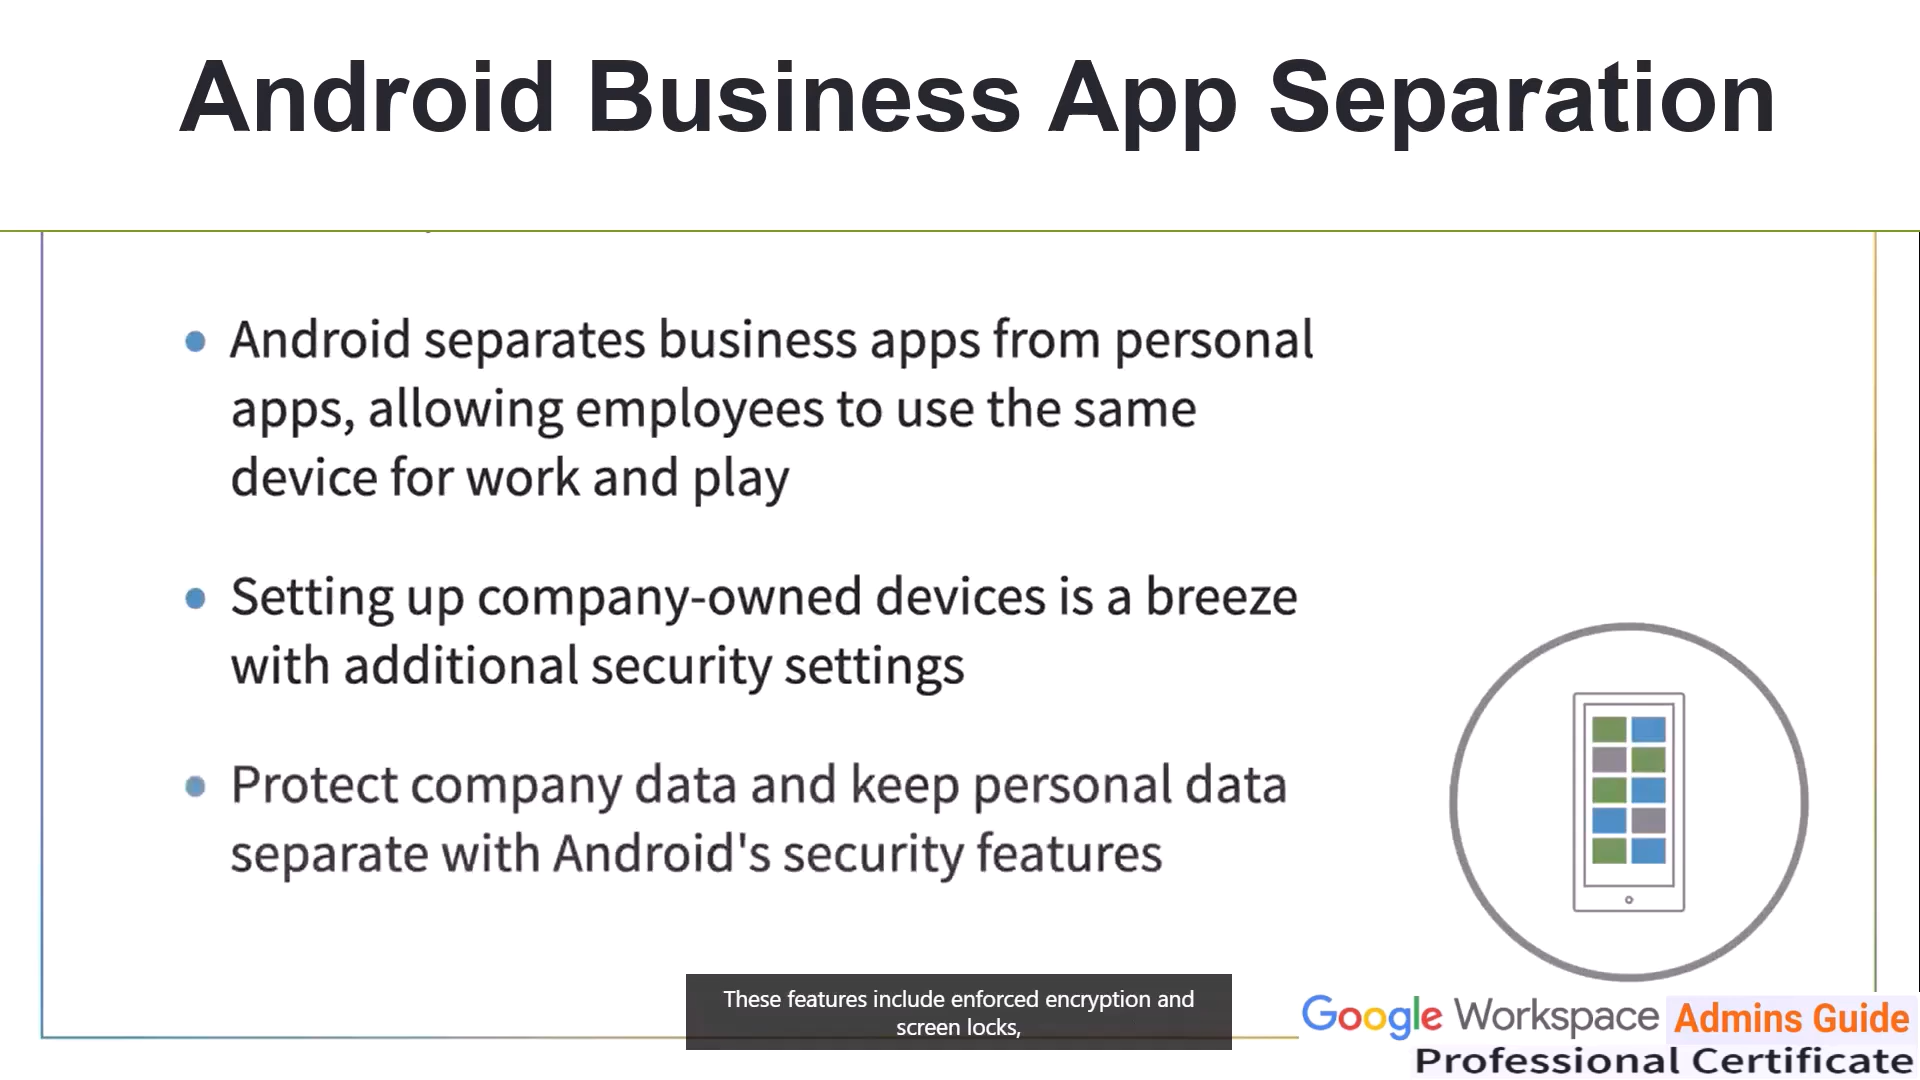 Android Business App Separation
Android separates business apps from personal
apps, allowing employees to use the same
device for work and play
Setting up company-owned devices is a breeze
with additional security settings
Protect company data and keep personal data
separate with Android's security features
These features include enforced encryption and
screen locks,
Google Workspace Admins Guide
Professional Certificate